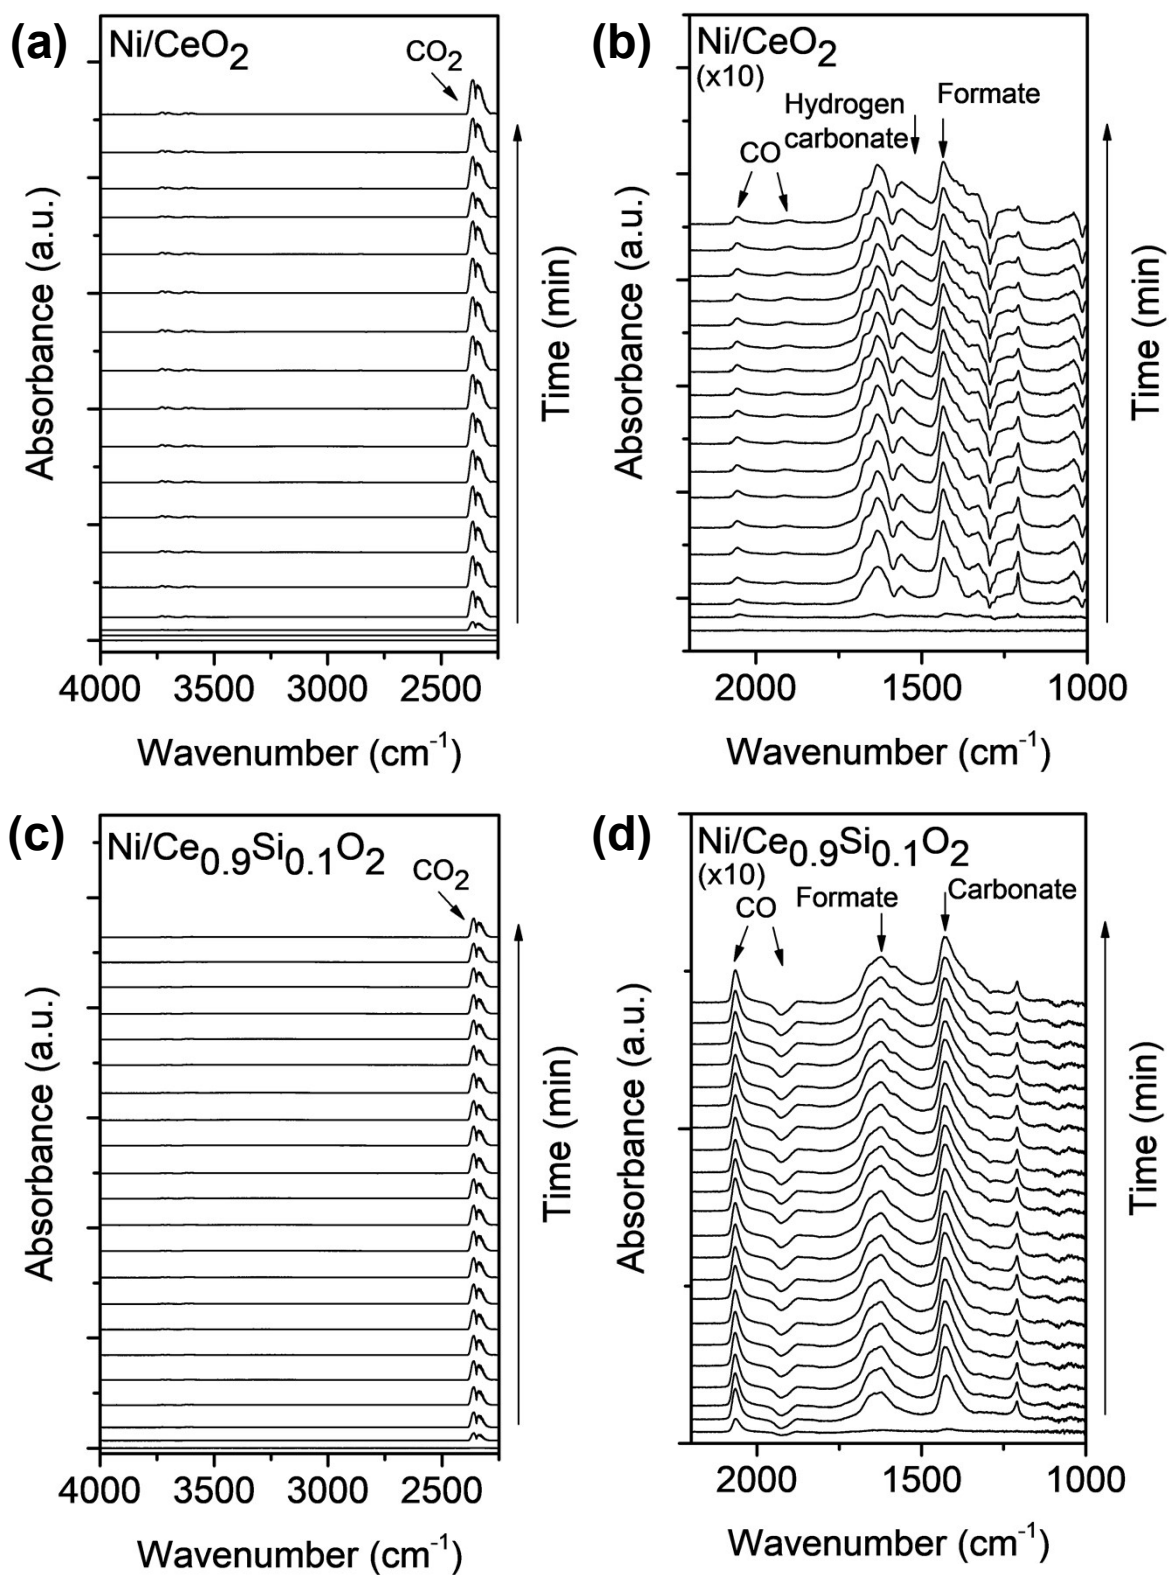 (a)
Ni/CeO2
CO2
Absorbance (a.u.)
Time (min)
4000 3500 3000 2500
Wavenumber (cm-1)
(b)
Ni/CeO2
(x10)
Hydrogen
carbonate
Formate
CO
Absorbance (a.u.)
Time (min)
2000 1500 1000
Wavenumber (cm-1)
(c)
Ni/Ce0.9Si0.1O2
CO2
Absorbance (a.u.)
Time (min)
4000 3500 3000 2500
Wavenumber (cm-1)
(d)
Ni/Ce0.9Si0.1O2
(x10)
CO
Formate
Carbonate
Absorbance (a.u.)
Time (min)
2000 1500 1000
Wavenumber (cm-1)